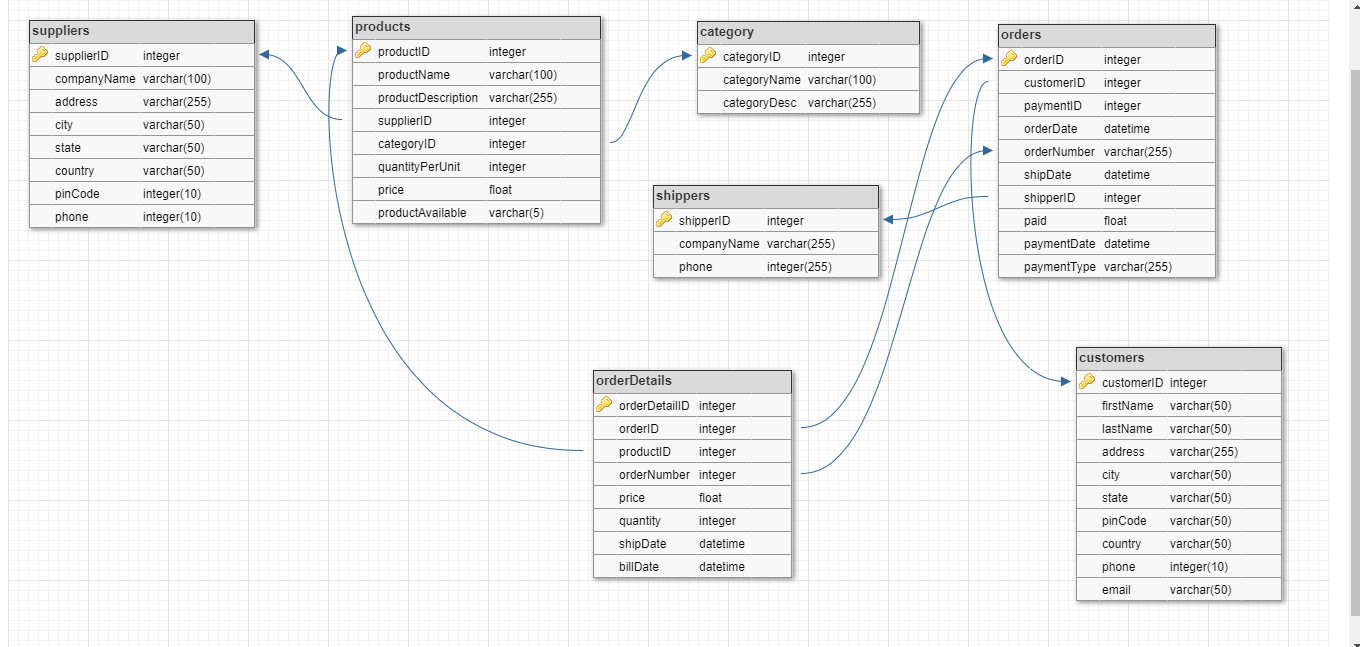 suppliers
supplierID integer
companyName varchar(100)
address varchar(255)
city varchar(50)
state varchar(50)
country varchar(50)
pinCode integer(10)
phone integer(10)
products
productID integer
productName varchar(100)
productDescription varchar(255)
supplierID integer
categoryID integer
quantityPerUnit integer
price float
productAvailable varchar(5)
category
categoryID integer
categoryName varchar(100)
categoryDesc varchar(255)
orders
orderID integer
customerID integer
paymentID integer
orderDate datetime
orderNumber varchar(255)
shipDate datetime
shipperID integer
paid float
paymentDate datetime
paymentType varchar(255)
shippers
shipperID integer
companyName varchar(255)
phone integer(255)
orderDetails
orderDetailID integer
orderID integer
productID integer
orderNumber integer
price float
quantity integer
shipDate datetime
billDate datetime
customers
customerID integer
firstName varchar(50)
lastName varchar(50)
address varchar(255)
city varchar(50)
state varchar(50)
pinCode varchar(50)
country varchar(50)
phone integer(10)
email varchar(50)